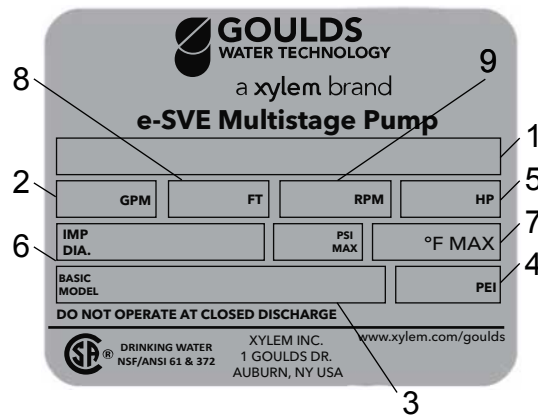 GOULDS
WATER TECHNOLOGY
a xylem brand
e-SVE Multistage Pump
8
9
1
2
GPM
FT
RPM
HP
5
6
IMP
DIA.
PSI
MAX
°F MAX
7
BASIC
MODEL
PEI
4
DO NOT OPERATE AT CLOSED DISCHARGE
CSA ®
DRINKING WATER
NSF/ANSI 61 & 372
XYLEM INC.
1 GOULDS DR.
AUBURN, NY USA
www.xylem.com/goulds
3